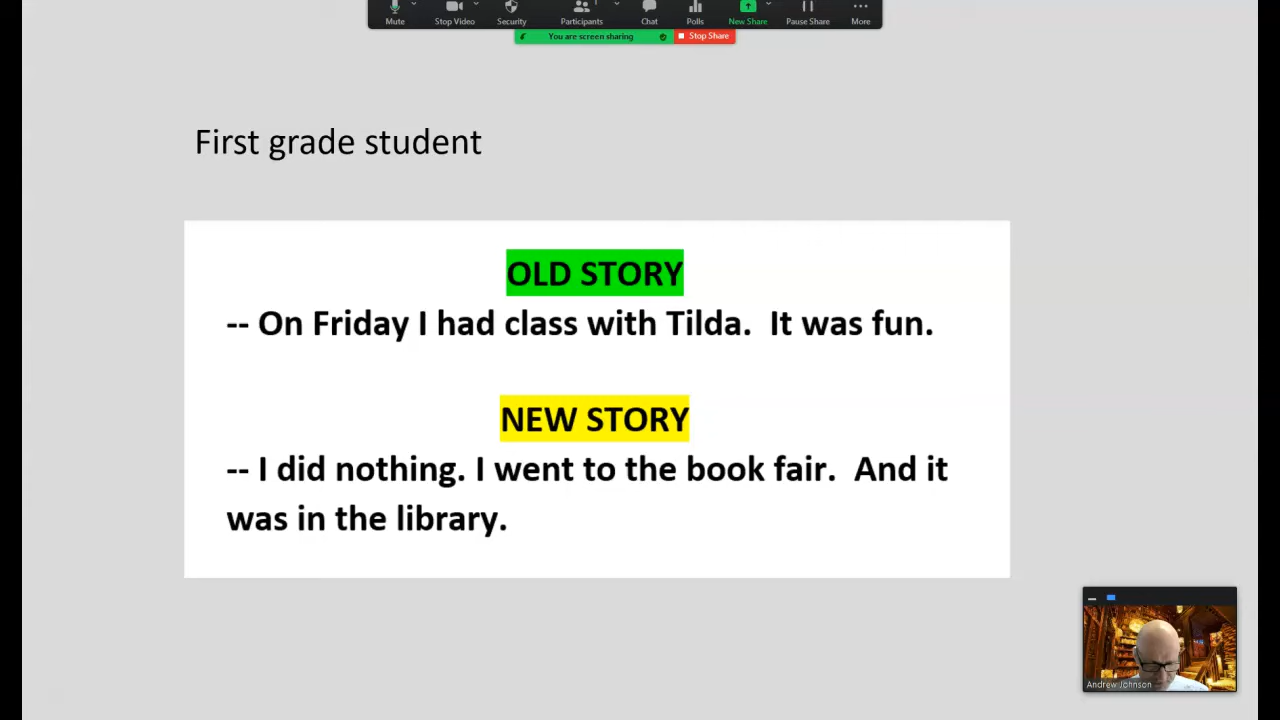 Mute
Stop Video
Security
Participants
Chat
Polls
New Share
Pause Share
More
You are screen sharing
Stop Share
First grade student
OLD STORY
-- On Friday I had class with Tilda.  It was fun.
NEW STORY
-- I did nothing. I went to the book fair.  And it
was in the library.
Andrew Johnson